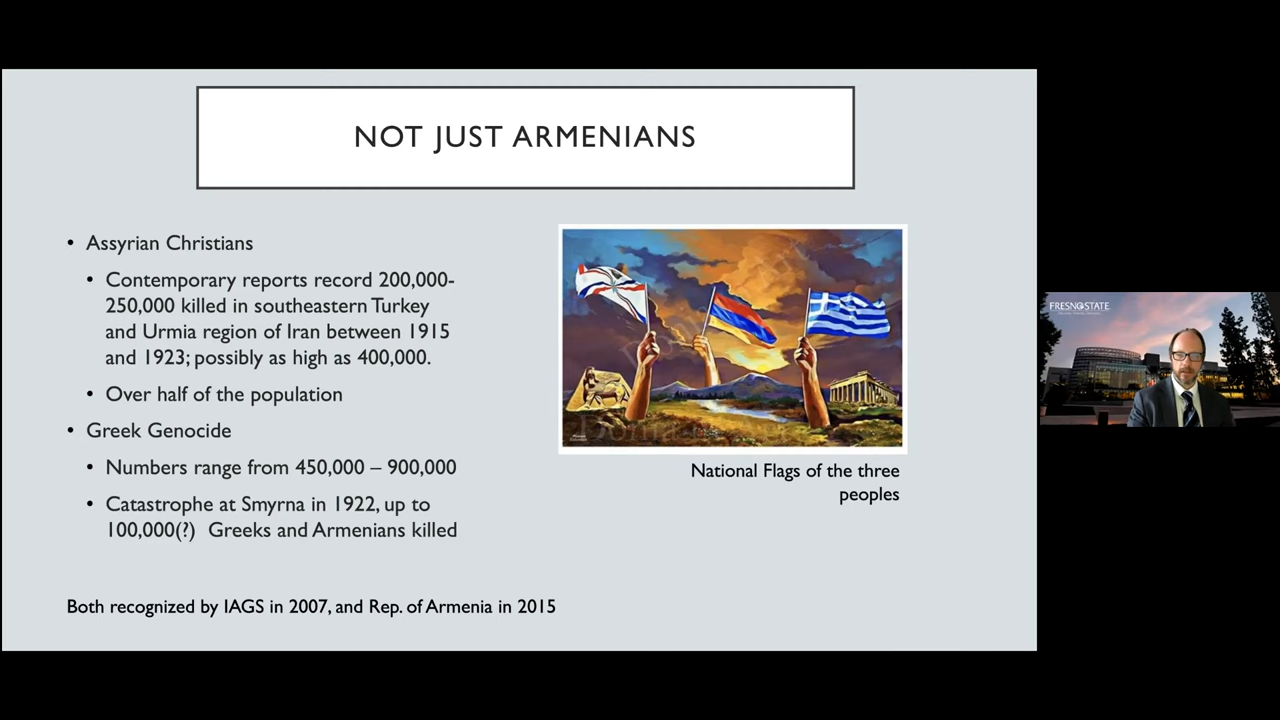 NOT JUST ARMENIANS
• Assyrian Christians
• Contemporary reports record 200,000-
250,000 killed in southeastern Turkey
and Urmia region of Iran between 1915
and 1923; possibly as high as 400,000.
• Over half of the population
• Greek Genocide
• Numbers range from 450,000 – 900,000
• Catastrophe at Smyrna in 1922, up to
100,000(?) Greeks and Armenians killed
National Flags of the three
peoples
Both recognized by IAGS in 2007, and Rep. of Armenia in 2015
FRESNO STATE